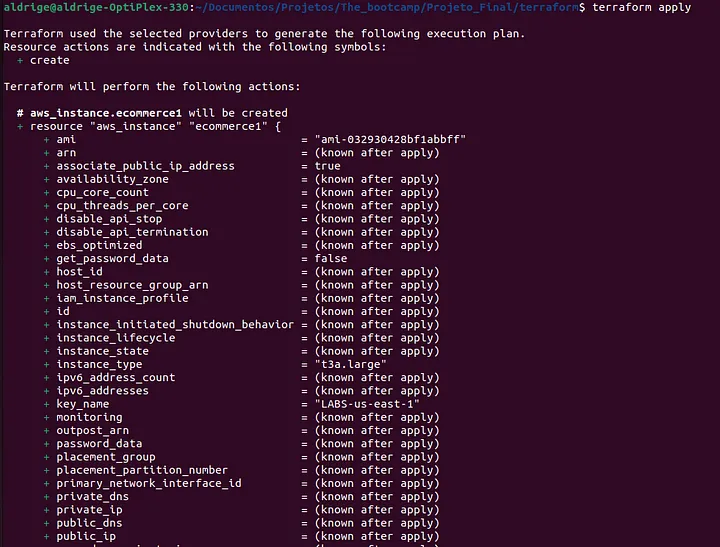 aldrige@aldrige-OptiPlex-330:~/Documentos/Projetos/The_bootcamp/Projeto_Final/terraform$ terraform apply
Terraform used the selected providers to generate the following execution plan.
Resource actions are indicated with the following symbols:
+ create
Terraform will perform the following actions:
# aws_instance.ecommerce1 will be created
+ resource "aws_instance" "ecommerce1" {
+ ami = "ami-032930428bf1abbff"
+ arn = (known after apply)
+ associate_public_ip_address = true
+ availability_zone = (known after apply)
+ cpu_core_count = (known after apply)
+ cpu_threads_per_core = (known after apply)
+ disable_api_stop = (known after apply)
+ disable_api_termination = (known after apply)
+ ebs_optimized = (known after apply)
+ get_password_data = false
+ host_id = (known after apply)
+ host_resource_group_arn = (known after apply)
+ iam_instance_profile = (known after apply)
+ id = (known after apply)
+ instance_initiated_shutdown_behavior = (known after apply)
+ instance_lifecycle = (known after apply)
+ instance_state = (known after apply)
+ instance_type = "t3a.large"
+ ipv6_address_count = (known after apply)
+ ipv6_addresses = (known after apply)
+ key_name = "LABS-us-east-1"
+ monitoring = (known after apply)
+ outpost_arn = (known after apply)
+ password_data = (known after apply)
+ placement_group = (known after apply)
+ placement_partition_number = (known after apply)
+ primary_network_interface_id = (known after apply)
+ private_dns = (known after apply)
+ private_ip = (known after apply)
+ public_dns = (known after apply)
+ public_ip = (known after apply)